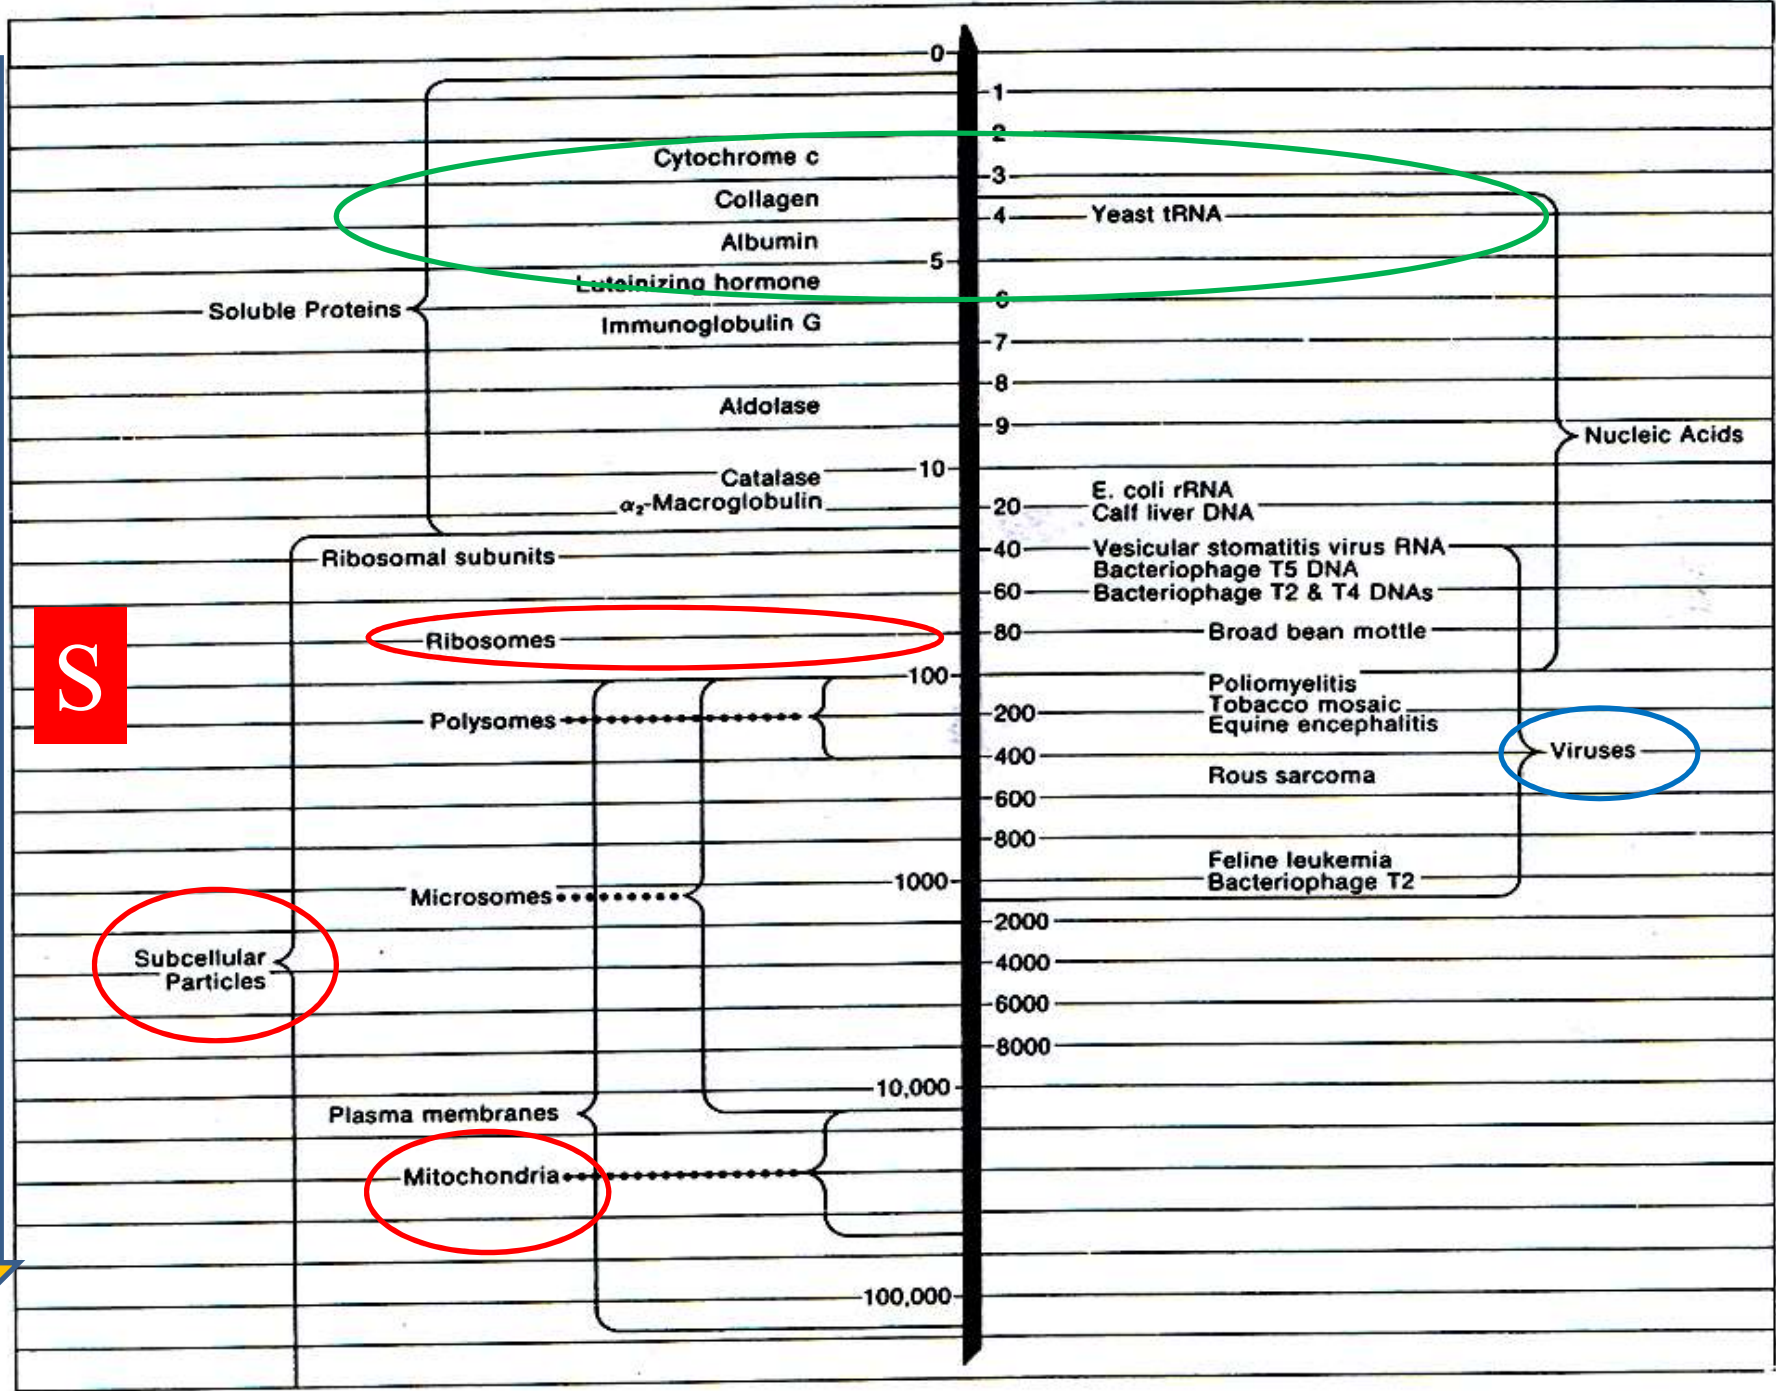 0
1
2
Cytochrome c
3
Collagen
4 Yeast tRNA
Albumin
5
Luteinizing hormone
6
Soluble Proteins
Immunoglobulin G
7
8
Aldolase
9
Nucleic Acids
10
Catalase
α₂-Macroglobulin
20
E. coli rRNA
Calf liver DNA
Ribosomal subunits
40 Vesicular stomatitis virus RNA
Bacteriophage T5 DNA
60 Bacteriophage T2 & T4 DNAs
S
Ribosomes
80 Broad bean mottle
100
Poliomyelitis
Polysomes
200 Tobacco mosaic
Equine encephalitis
400
Viruses
Rous sarcoma
600
800
Feline leukemia
1000 Bacteriophage T2
Microsomes
2000
Subcellular
Particles
4000
6000
8000
10,000
Plasma membranes
Mitochondria
100,000